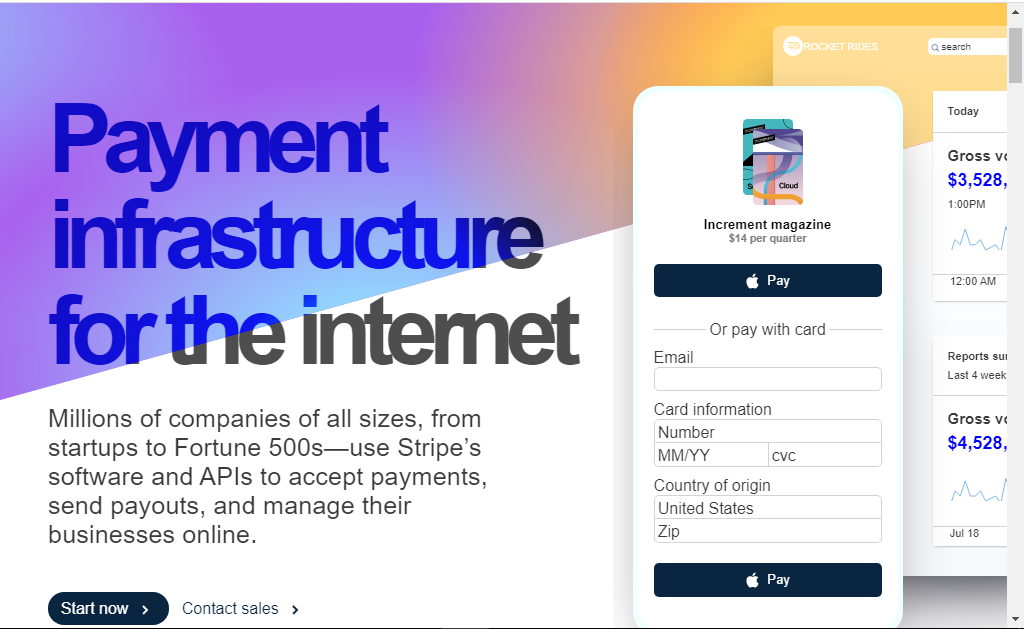 Payment
infrastructure
for the internet
Millions of companies of all sizes, from
startups to Fortune 500s—use Stripe's
software and APIs to accept payments,
send payouts, and manage their
businesses online.
Start now
Contact sales
Cloud
Increment magazine
$14 per quarter
Pay
Or pay with card
Email
Card information
Number
MM/YY
cvc
Country of origin
United States
Zip
Pay
ROCKET RIDES
search
Today
Gross
$3,528,
1:00PM
12:00 AM
Reports
Last 4 week
Gross
$4,528,
Jul 18